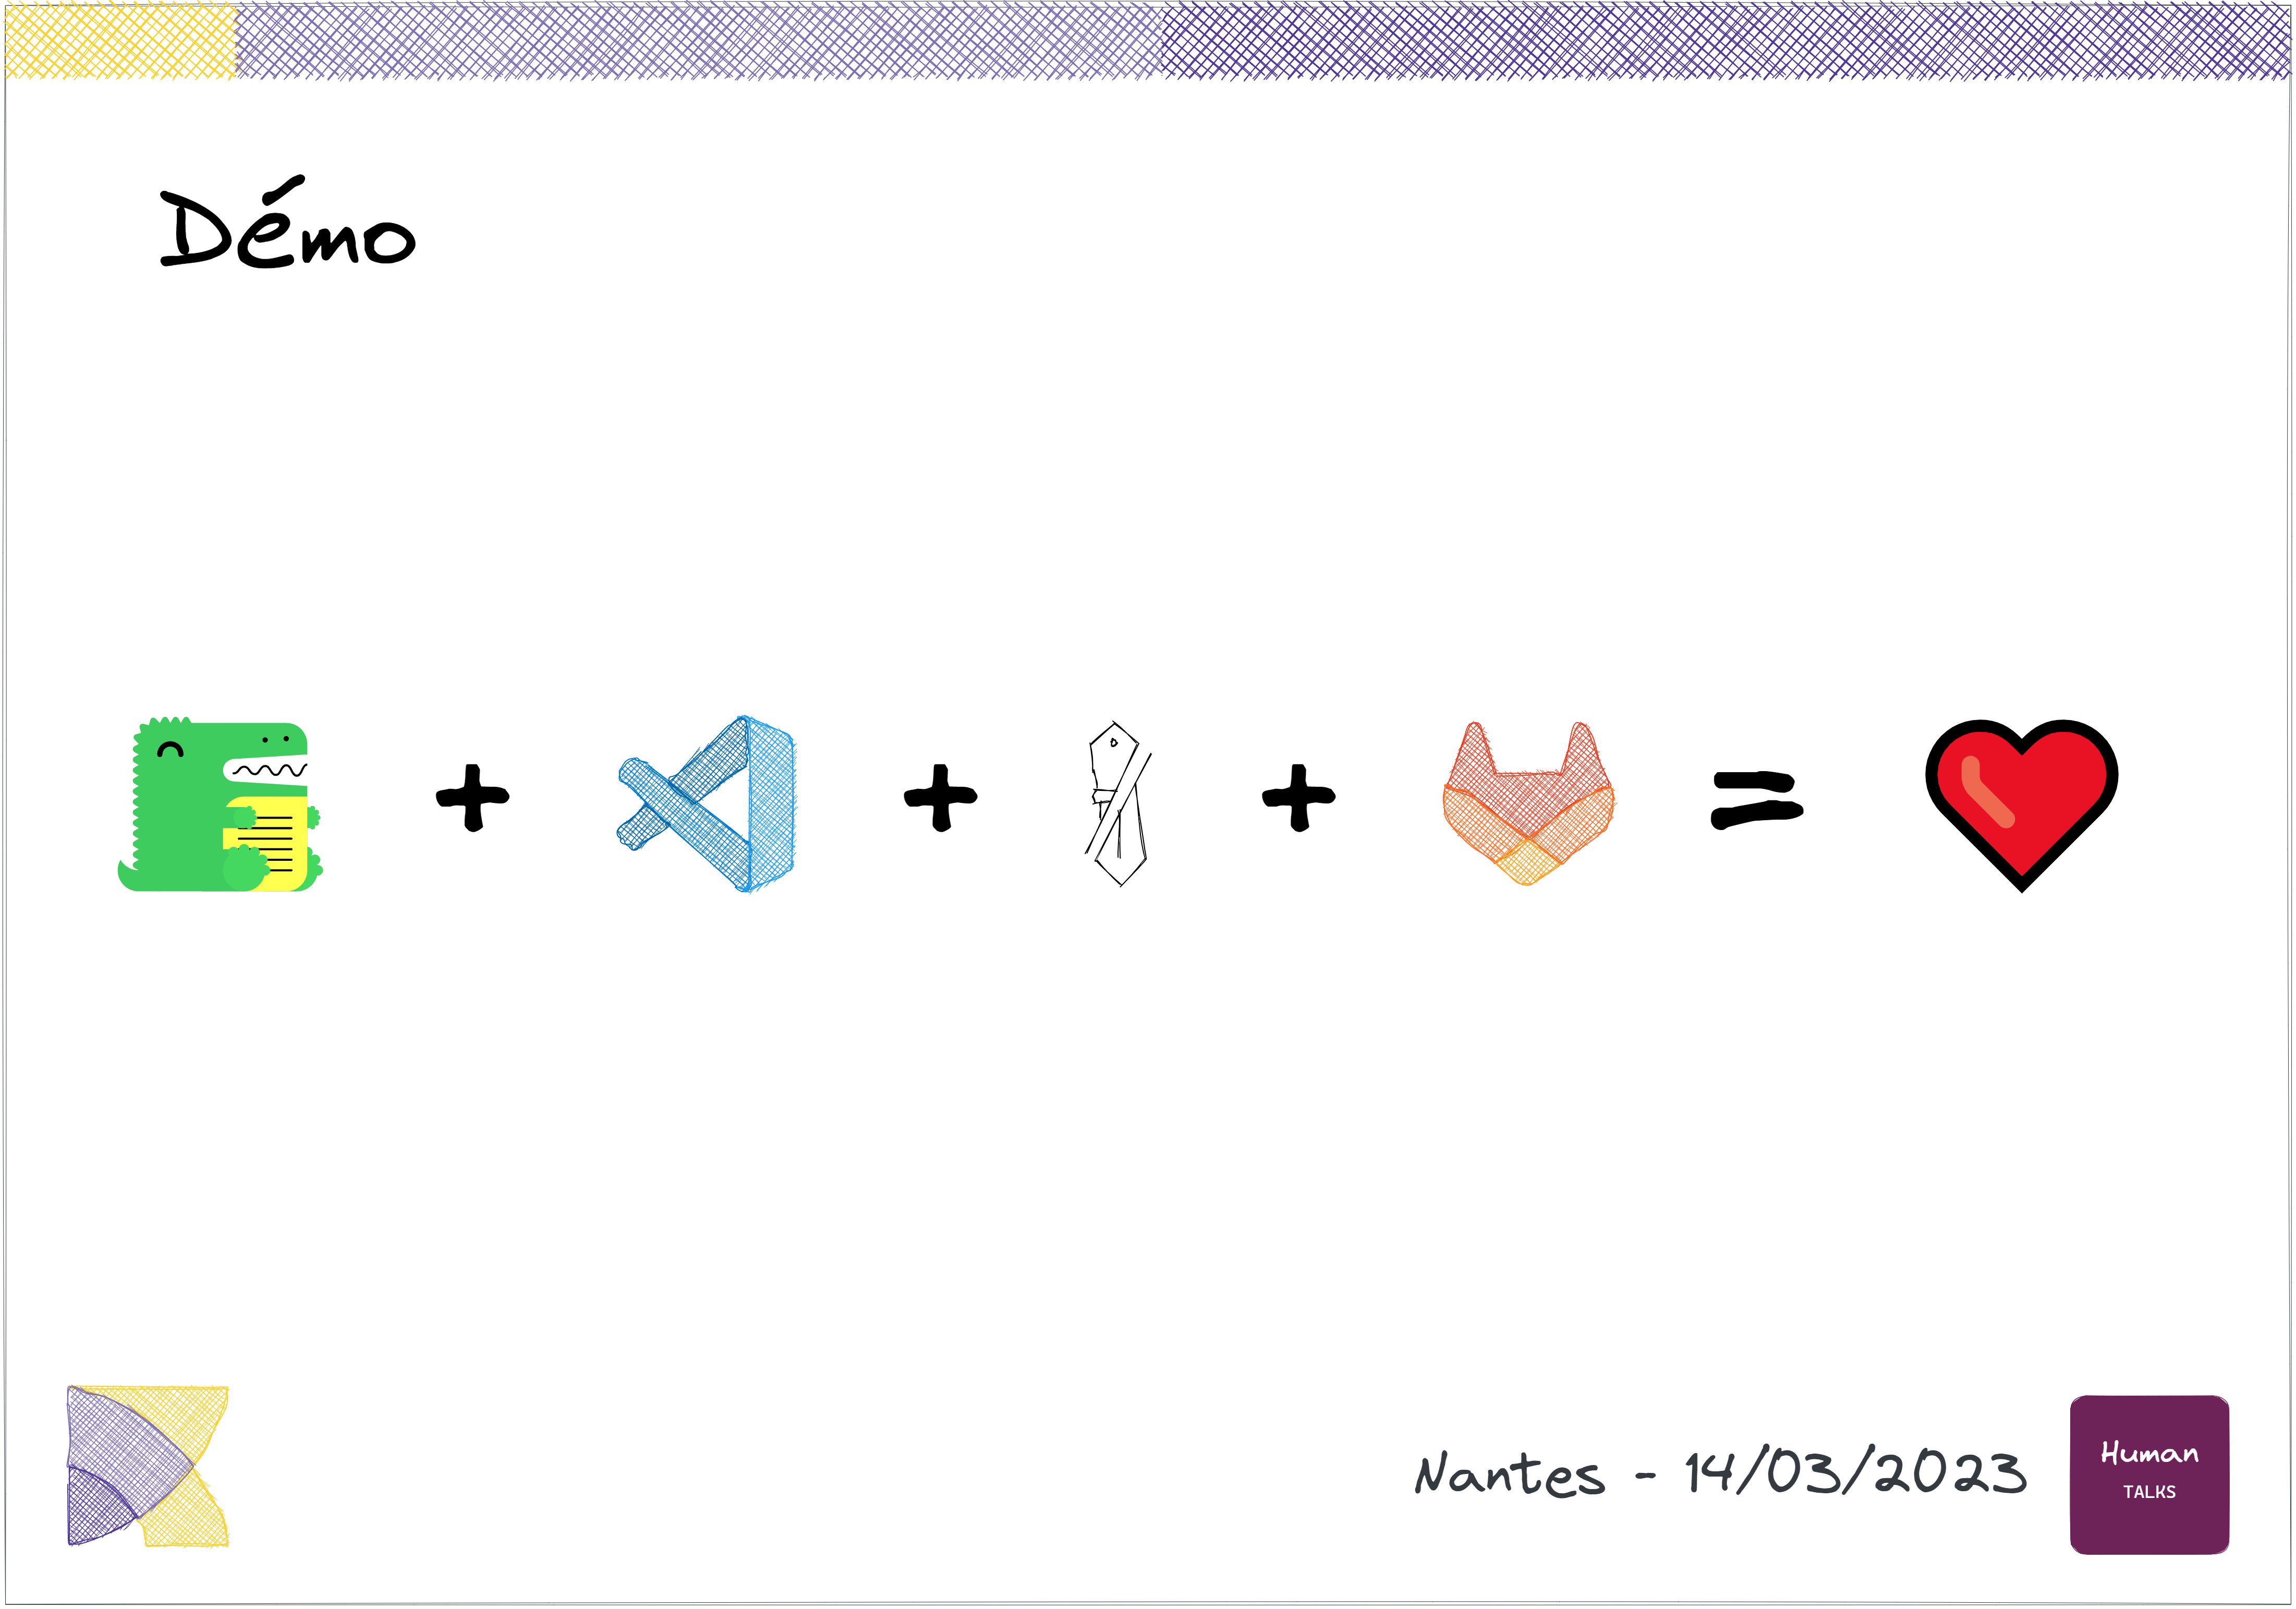 Démo
+ + + =
Nantes - 14/03/2023
Human
TALKS